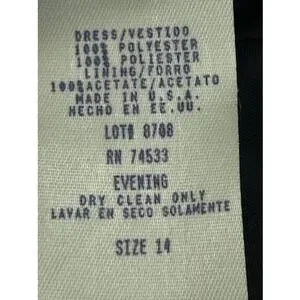 DRESS/VESTIDO
100% POLYESTER
100% POLIESTER
LINING/FORRO
100% ACETATE/ACETATO
MADE IN U.S.A.
HECHO EN EE.UU.
LOT# 8708
RN 74533
EVENING
DRY CLEAN ONLY
LAVAR EN SECO SOLAMENTE
SIZE 14